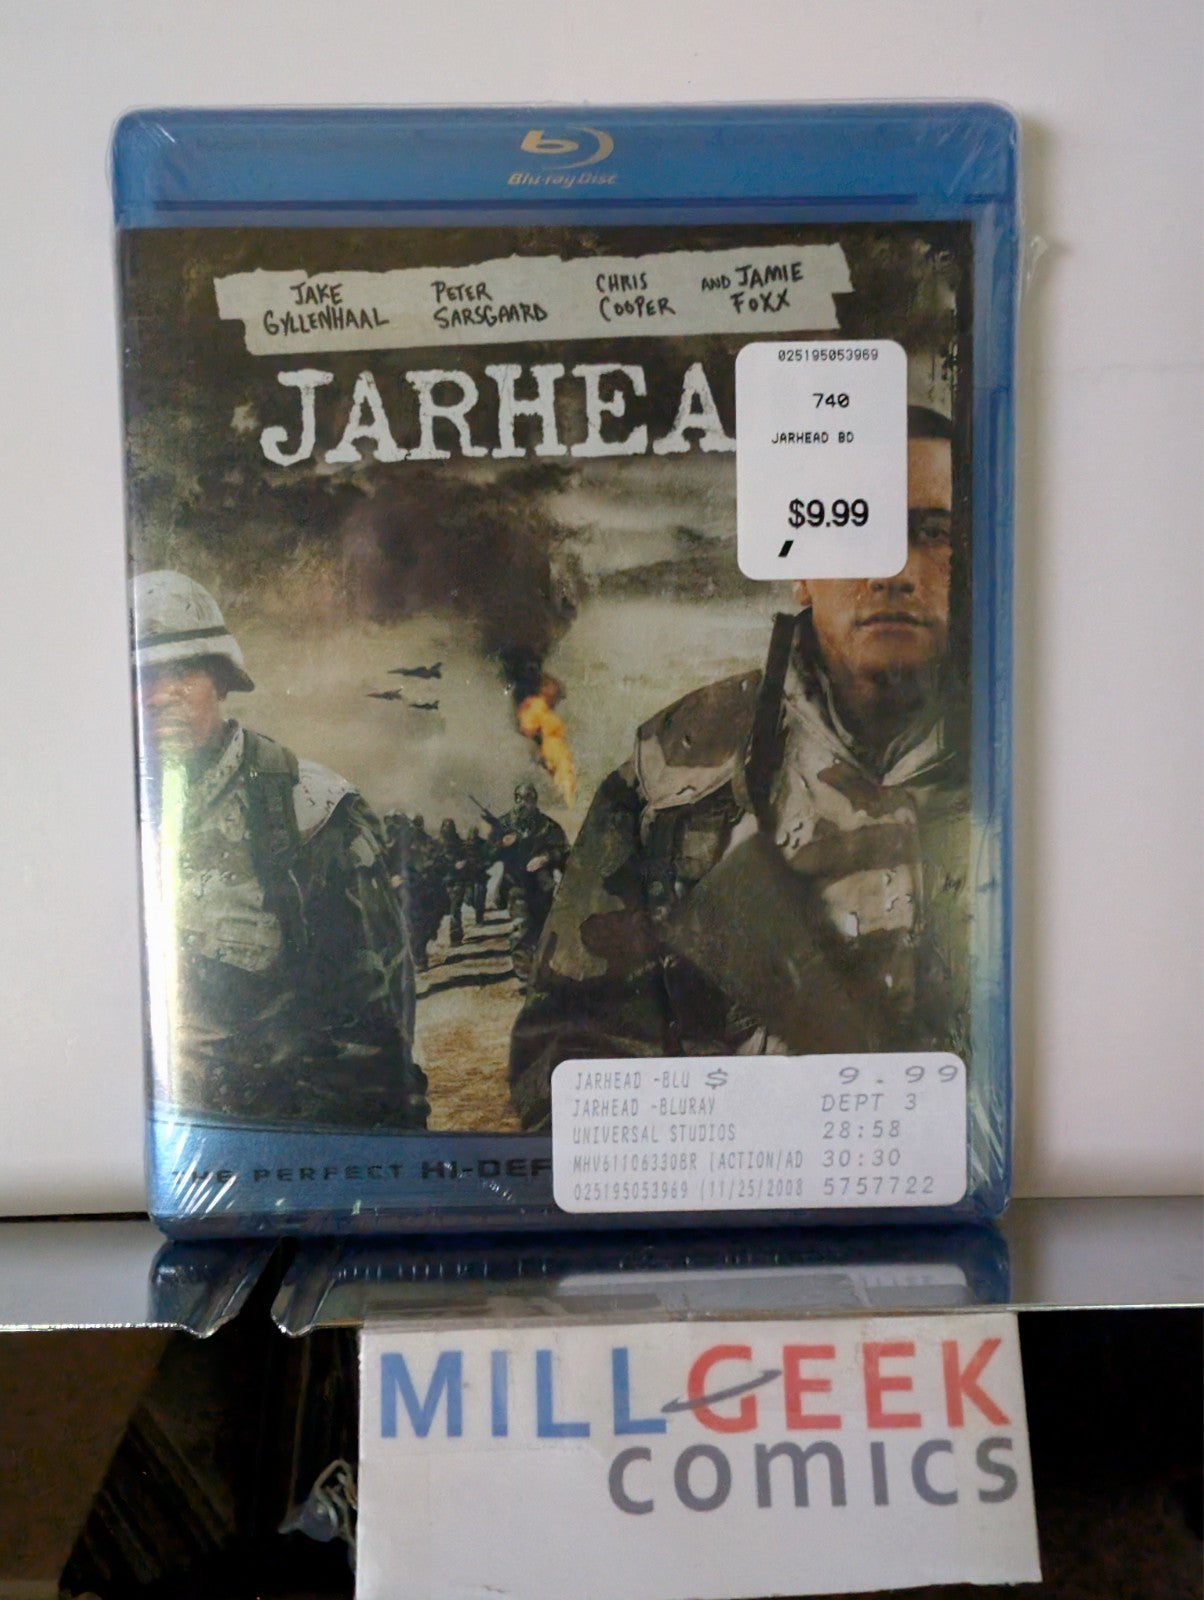 Blu-ray Disc
JAKE GYLLENHAAL
PETER SARSGAARD
CHRIS COOPER
AND JAMIE FOXX
JARHEA
025195053969
740
JARHEAD BD
$9.99
JARHEAD -BLU $ 9.99
JARHEAD -BLURAY DEPT 3
UNIVERSAL STUDIOS 28:58
MHV61106330BR (ACTION/AD 30:30
025195053969 (11/25/2008 5757722
THE PERFECT HI-DEF
MILLGEEK
COMICS